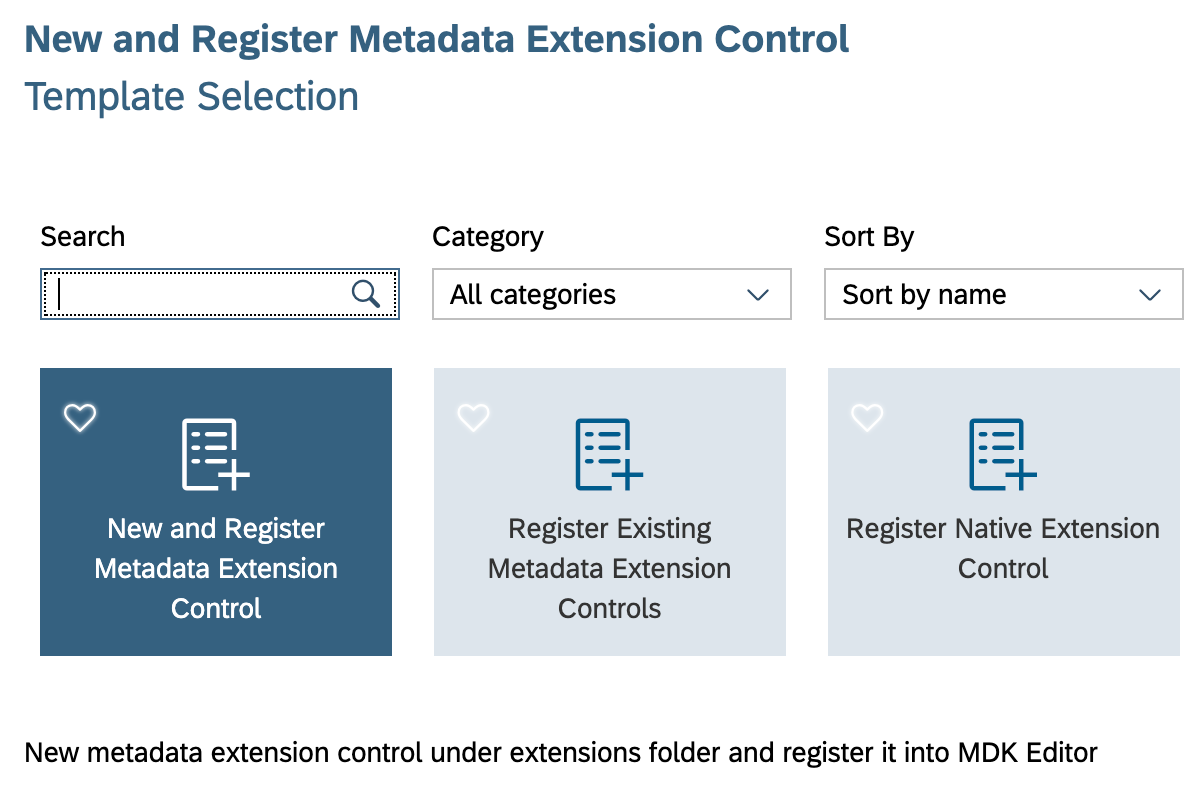 New and Register Metadata Extension Control
Template Selection
Search
Category
Sort By
All categories
Sort by name
New and Register
Metadata Extension
Control
Register Existing
Metadata Extension
Controls
Register Native Extension
Control
New metadata extension control under extensions folder and register it into MDK Editor